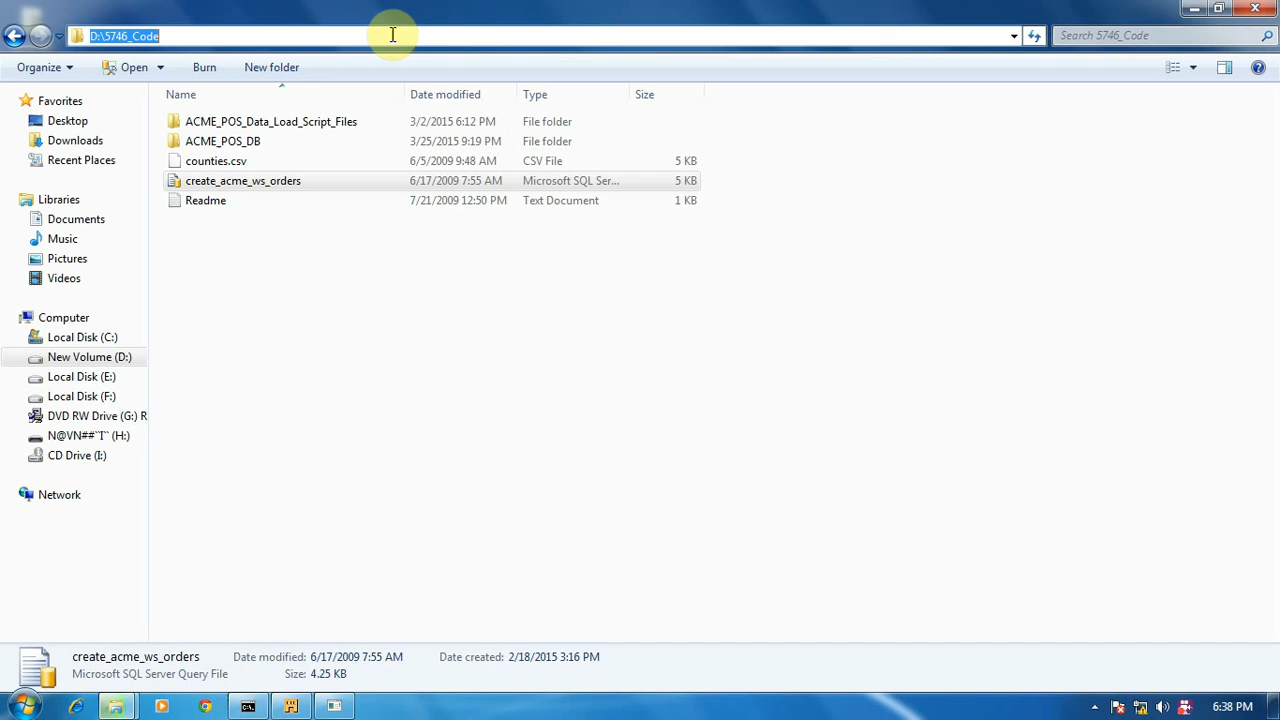 D:\5746_Code
Search 5746_Code
Organize
Open
Burn
New folder
Name
Date modified
Type
Size
Favorites
Desktop
Downloads
Recent Places
Libraries
Documents
Music
Pictures
Videos
Computer
Local Disk (C:)
New Volume (D:)
Local Disk (E:)
Local Disk (F:)
DVD RW Drive (G:) R
N@VN##`'I'` (H:)
CD Drive (I:)
Network
ACME_POS_Data_Load_Script_Files 3/2/2015 6:12 PM File folder
ACME_POS_DB 3/25/2015 9:19 PM File folder
counties.csv 6/5/2009 9:48 AM CSV File 5 KB
create_acme_ws_orders 6/17/2009 7:55 AM Microsoft SQL Ser... 5 KB
Readme 7/21/2009 12:50 PM Text Document 1 KB
create_acme_ws_orders Date modified: 6/17/2009 7:55 AM Date created: 2/18/2015 3:16 PM
Microsoft SQL Server Query File Size: 4.25 KB
6:38 PM